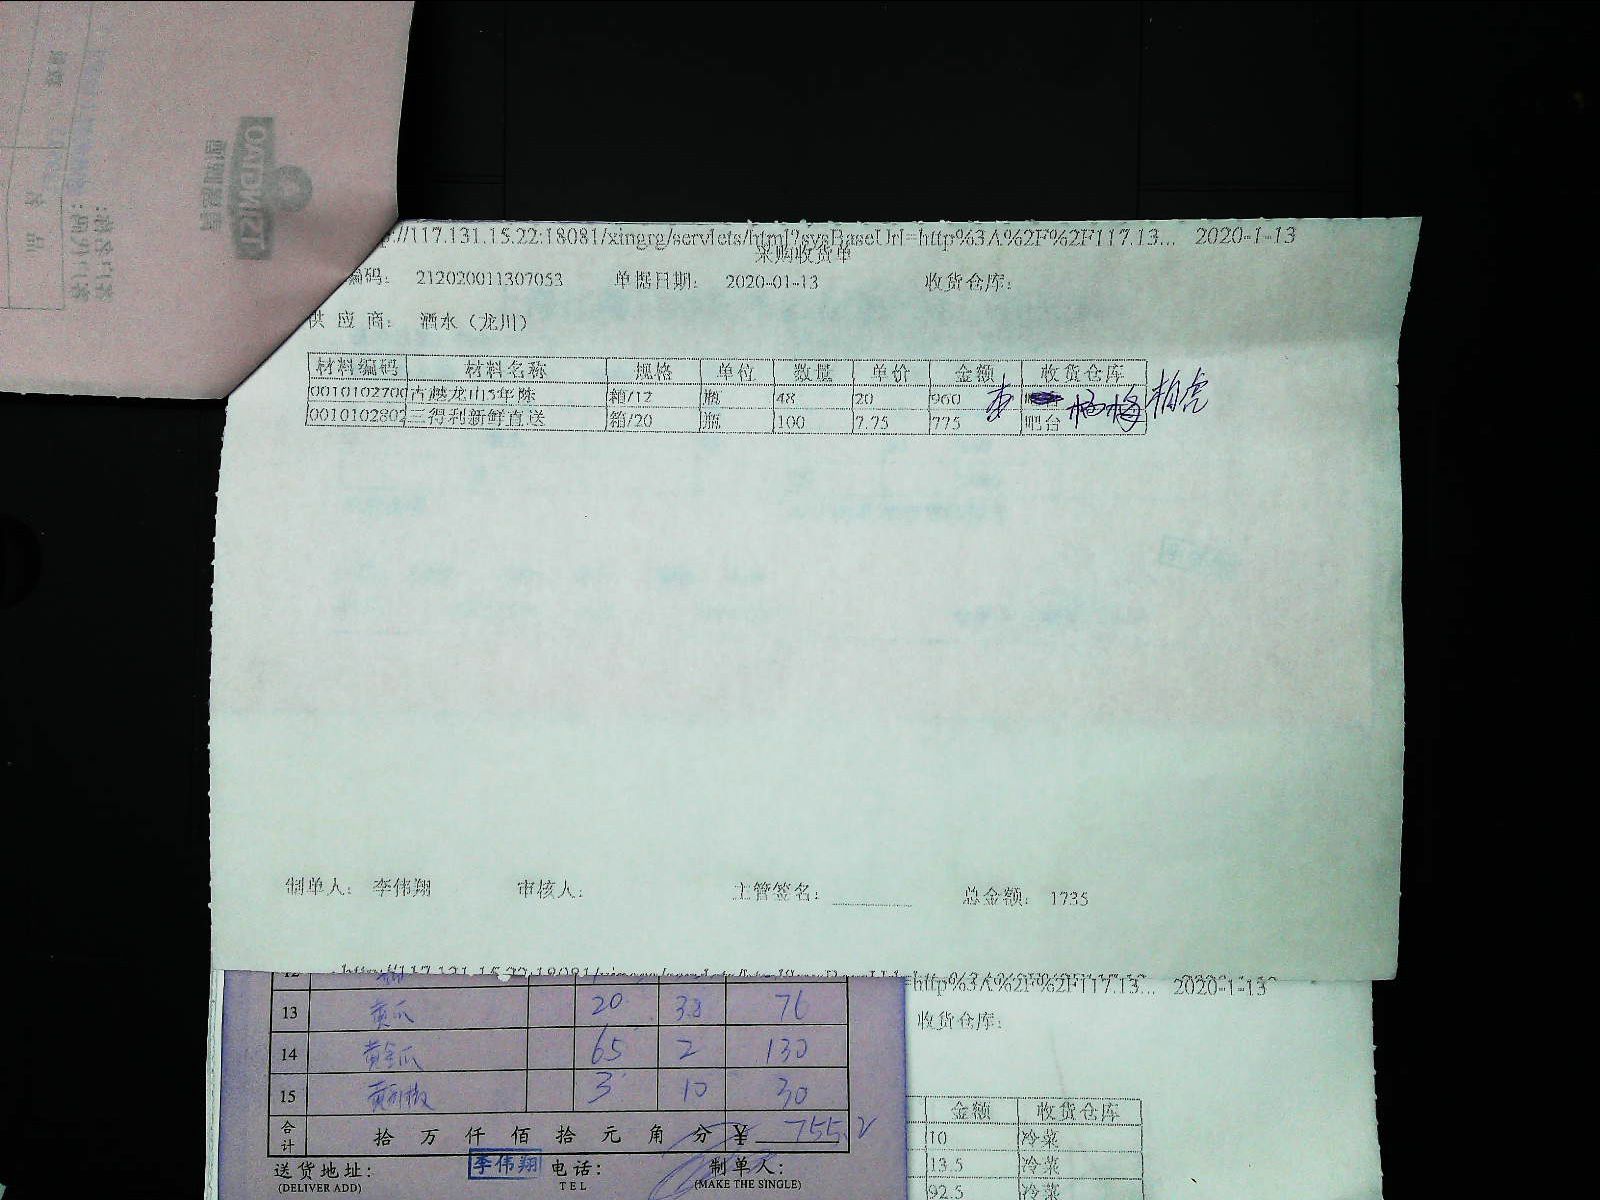 p://117.131.15.22:18081/xingrg/servlets/html?sysBaseUrl=http%3A%2F%2F117.13... 2020-1-13
采购收货单
编码: 212020011307053 单据日期: 2020-01-13 收货仓库:
供 应 商: 酒水（龙川）
材料编码 材料名称 规格 单位 数量 单价 金额 收货仓库
0010102700 古越龙山5年陈 箱/12 瓶 48 20 960
0010102802 三得利新鲜直送 箱/20 瓶 100 7.75 775 吧台
杨梅 柏虎
制单人: 李伟翔 审核人: 主管签名: 总金额: 1735
=http%3A%2F%2F117.13... 2020-1-13
13 黄瓜 20 3.8 76
收货仓库:
14 黄金瓜 65 2 130
15 3 10 30
金额 收货仓库
合计 拾 万 仟 佰 拾 元 角 分 ¥ 755.2
10 冷菜
送货地址: 李伟翔 电话: 制单人:
13.5 冷菜
(DELIVER ADD) TEL (MAKE THE SINGLE)
92.5 冷菜